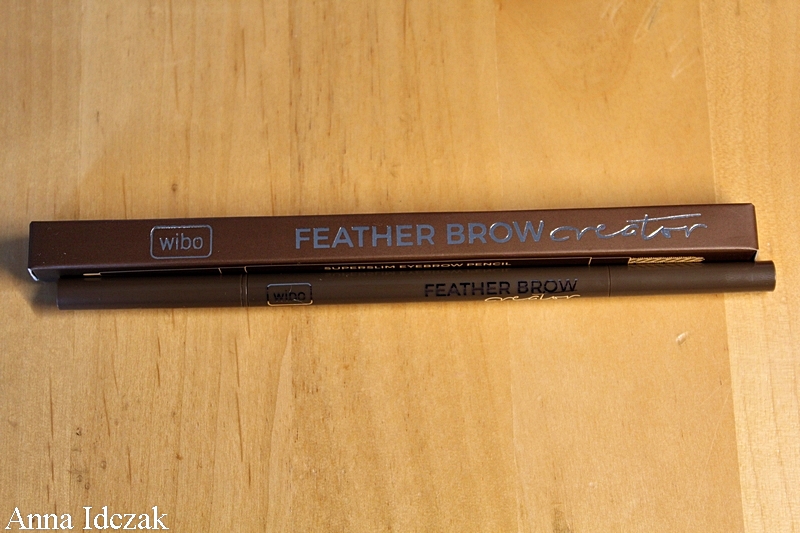 wibo FEATHER BROW creator
SUPERSLIM EYEBROW PENCIL
wibo FEATHER BROW
creator
Anna Idczak